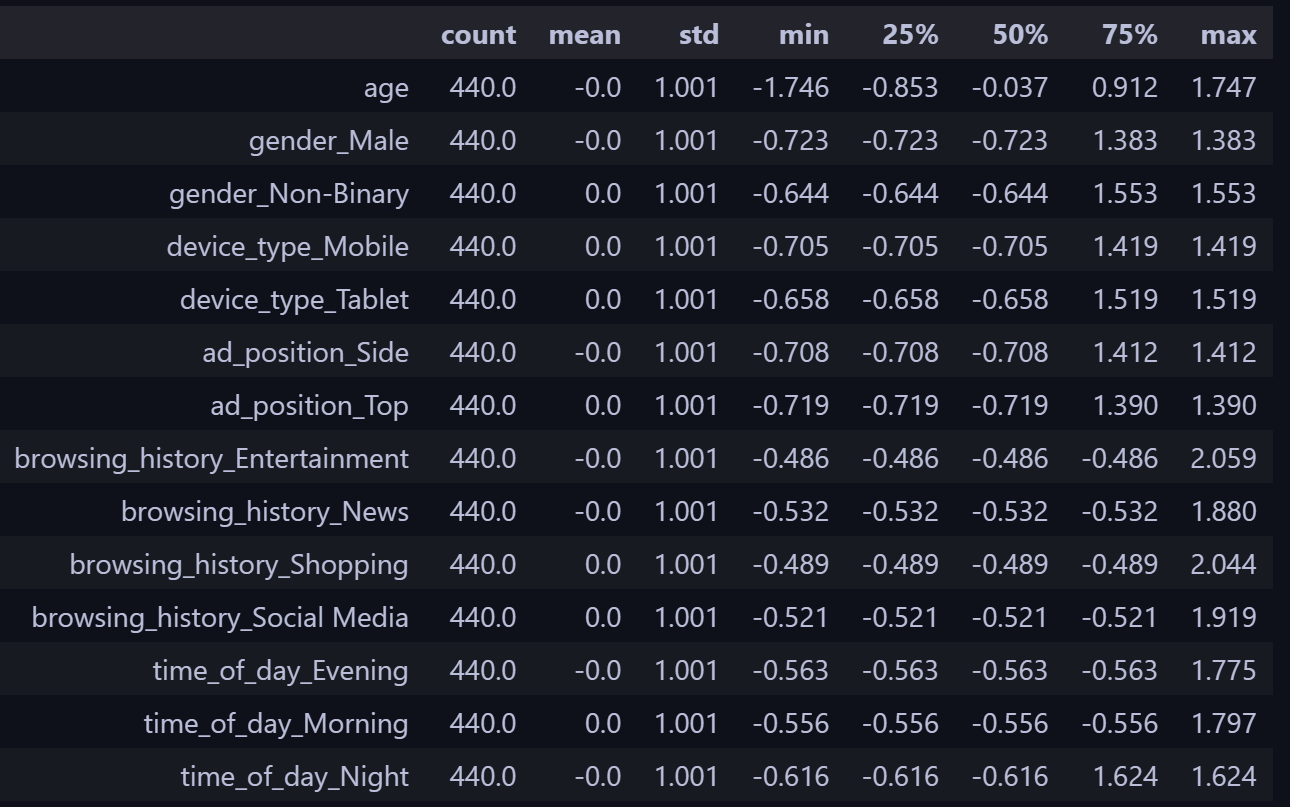 count mean std min 25% 50% 75% max
age 440.0 -0.0 1.001 -1.746 -0.853 -0.037 0.912 1.747
gender_Male 440.0 -0.0 1.001 -0.723 -0.723 -0.723 1.383 1.383
gender_Non-Binary 440.0 0.0 1.001 -0.644 -0.644 -0.644 1.553 1.553
device_type_Mobile 440.0 0.0 1.001 -0.705 -0.705 -0.705 1.419 1.419
device_type_Tablet 440.0 0.0 1.001 -0.658 -0.658 -0.658 1.519 1.519
ad_position_Side 440.0 -0.0 1.001 -0.708 -0.708 -0.708 1.412 1.412
ad_position_Top 440.0 0.0 1.001 -0.719 -0.719 -0.719 1.390 1.390
browsing_history_Entertainment 440.0 -0.0 1.001 -0.486 -0.486 -0.486 -0.486 2.059
browsing_history_News 440.0 -0.0 1.001 -0.532 -0.532 -0.532 -0.532 1.880
browsing_history_Shopping 440.0 0.0 1.001 -0.489 -0.489 -0.489 -0.489 2.044
browsing_history_Social Media 440.0 0.0 1.001 -0.521 -0.521 -0.521 -0.521 1.919
time_of_day_Evening 440.0 -0.0 1.001 -0.563 -0.563 -0.563 -0.563 1.775
time_of_day_Morning 440.0 0.0 1.001 -0.556 -0.556 -0.556 -0.556 1.797
time_of_day_Night 440.0 -0.0 1.001 -0.616 -0.616 -0.616 1.624 1.624